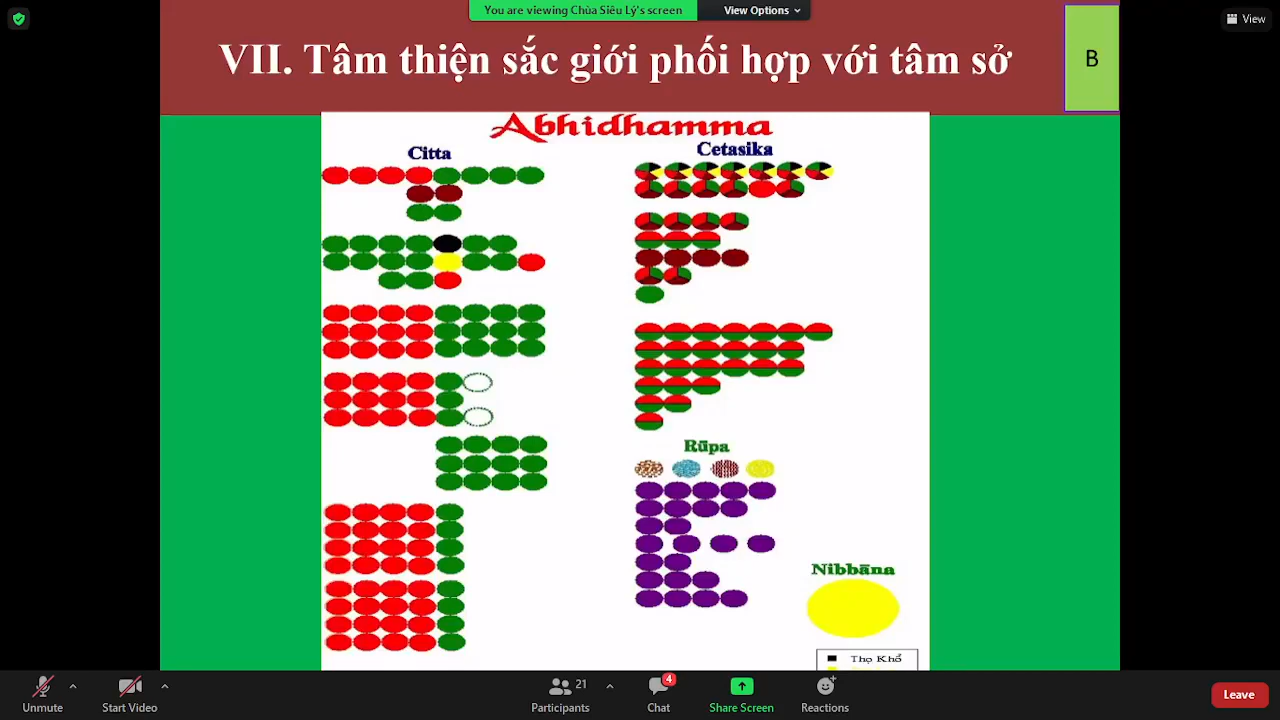 You are viewing Chùa Siêu Lý's screen
View Options
View
VII. Tâm thiện sắc giới phối hợp với tâm sở
B
Abhidhamma
Citta
Cetasika
Rūpa
Nibbāna
Thọ Khổ
Unmute
Start Video
21
Participants
4
Chat
Share Screen
Reactions
Leave